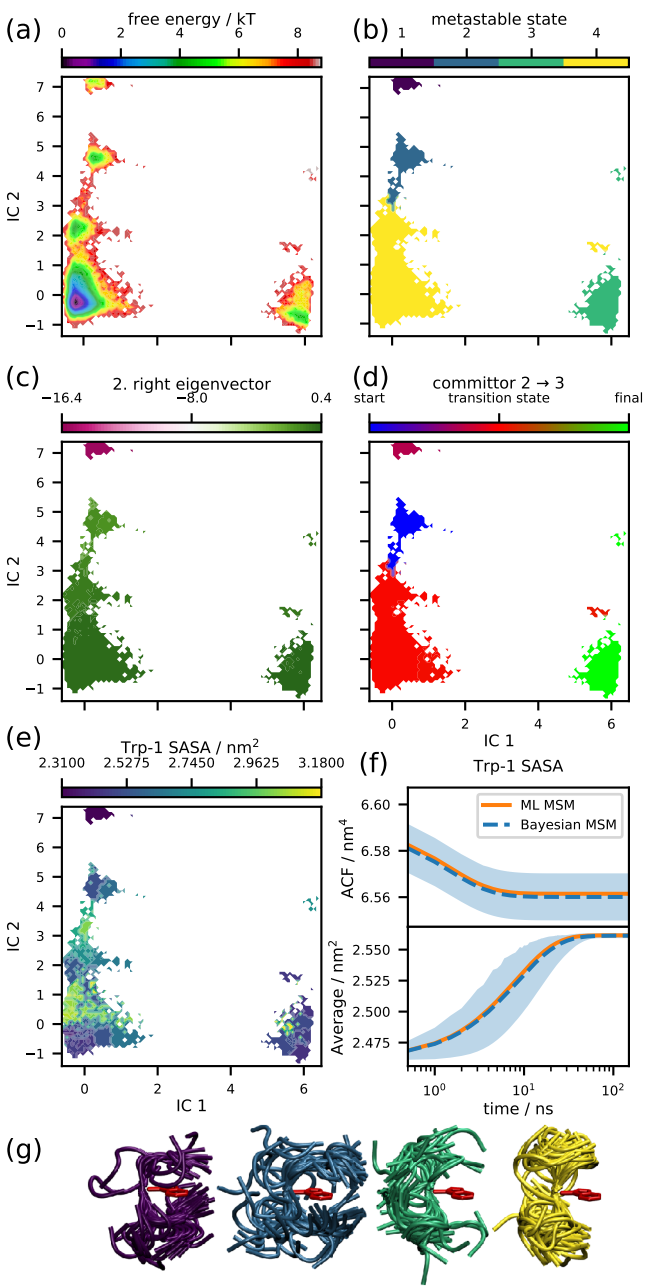 (a)
free energy / kT
0 2 4 6 8
7
6
5
4
3
2
1
0
−1
IC 2
(b)
metastable state
1 2 3 4
(c)
2. right eigenvector
−16.4 −8.0 0.4
7
6
5
4
3
2
1
0
−1
IC 2
(d)
committor 2 → 3
start transition state final
0 2 4 6
IC 1
(e)
Trp-1 SASA / nm²
2.3100 2.5275 2.7450 2.9625 3.1800
7
6
5
4
3
2
1
0
−1
IC 2
0 2 4 6
IC 1
(f)
Trp-1 SASA
ML MSM
Bayesian MSM
6.60
6.58
6.56
ACF / nm⁴
2.550
2.525
2.500
2.475
Average / nm²
10⁰ 10¹ 10²
time / ns
(g)